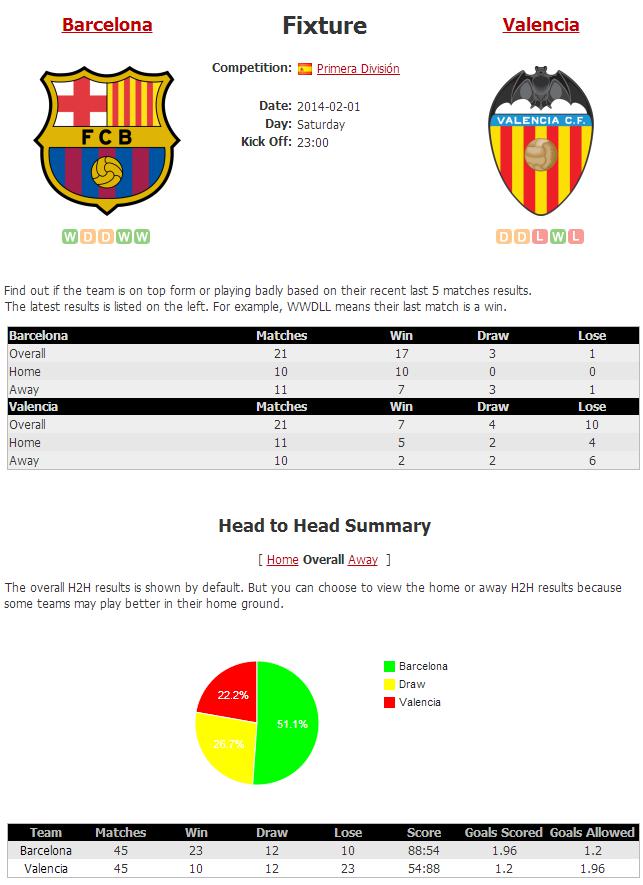 Barcelona
Fixture
Valencia
Competition: Primera División
Date: 2014-02-01
Day: Saturday
Kick Off: 23:00
FCB
VALENCIA C.F.
W D D W W
D D L W L
Find out if the team is on top form or playing badly based on their recent last 5 matches results.
The latest results is listed on the left. For example, WWDLL means their last match is a win.
Barcelona Matches Win Draw Lose
Overall 21 17 3 1
Home 10 10 0 0
Away 11 7 3 1
Valencia Matches Win Draw Lose
Overall 21 7 4 10
Home 11 5 2 4
Away 10 2 2 6
Head to Head Summary
[ Home Overall Away ]
The overall H2H results is shown by default. But you can choose to view the home or away H2H results because
some teams may play better in their home ground.
Barcelona
Draw
Valencia
22.2%
51.1%
26.7%
Team Matches Win Draw Lose Score Goals Scored Goals Allowed
Barcelona 45 23 12 10 88:54 1.96 1.2
Valencia 45 10 12 23 54:88 1.2 1.96